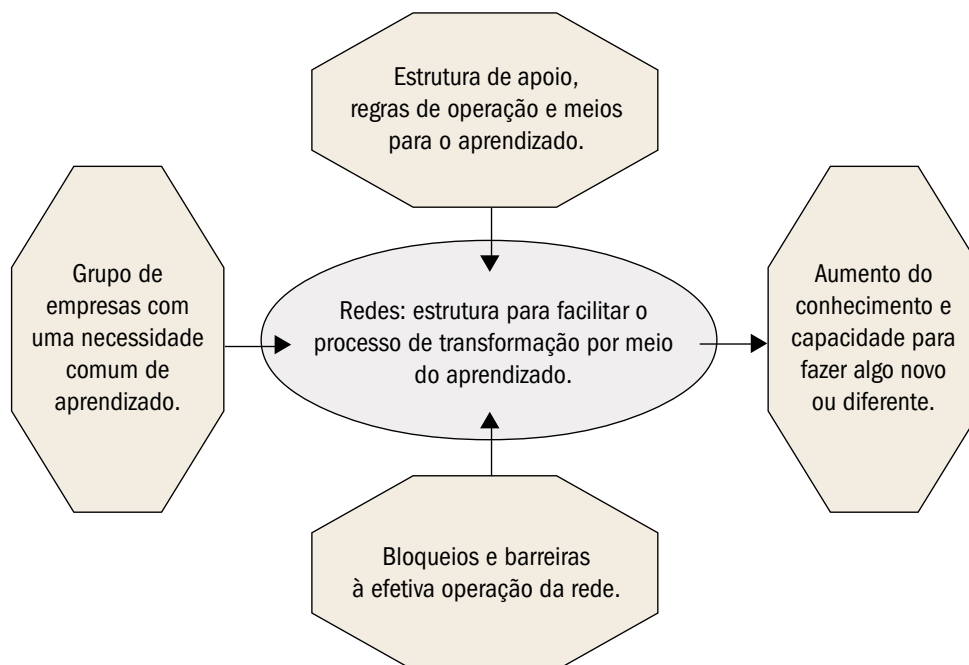 Estrutura de apoio,
regras de operação e meios
para o aprendizado.
Grupo de
empresas com
uma necessidade
comum de
aprendizado.
Redes: estrutura para facilitar o
processo de transformação por meio
do aprendizado.
Aumento do
conhecimento e
capacidade para
fazer algo novo
ou diferente.
Bloqueios e barreiras
à efetiva operação da rede.